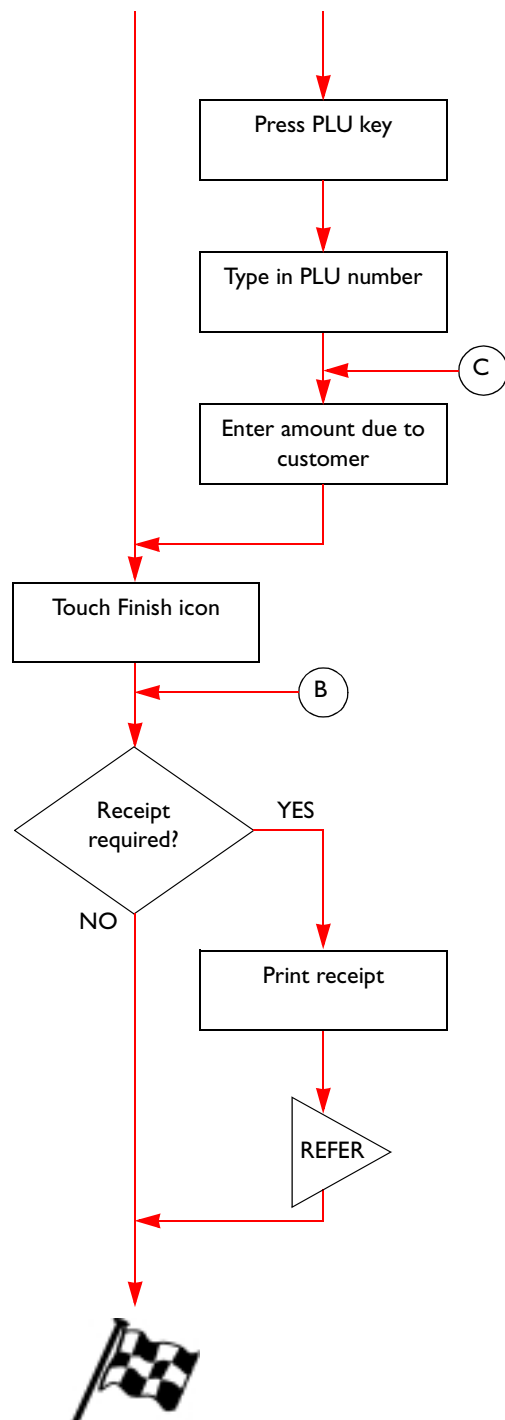 Press PLU key
Type in PLU number
C
Enter amount due to
customer
Touch Finish icon
B
Receipt
required?
YES
NO
Print receipt
REFER